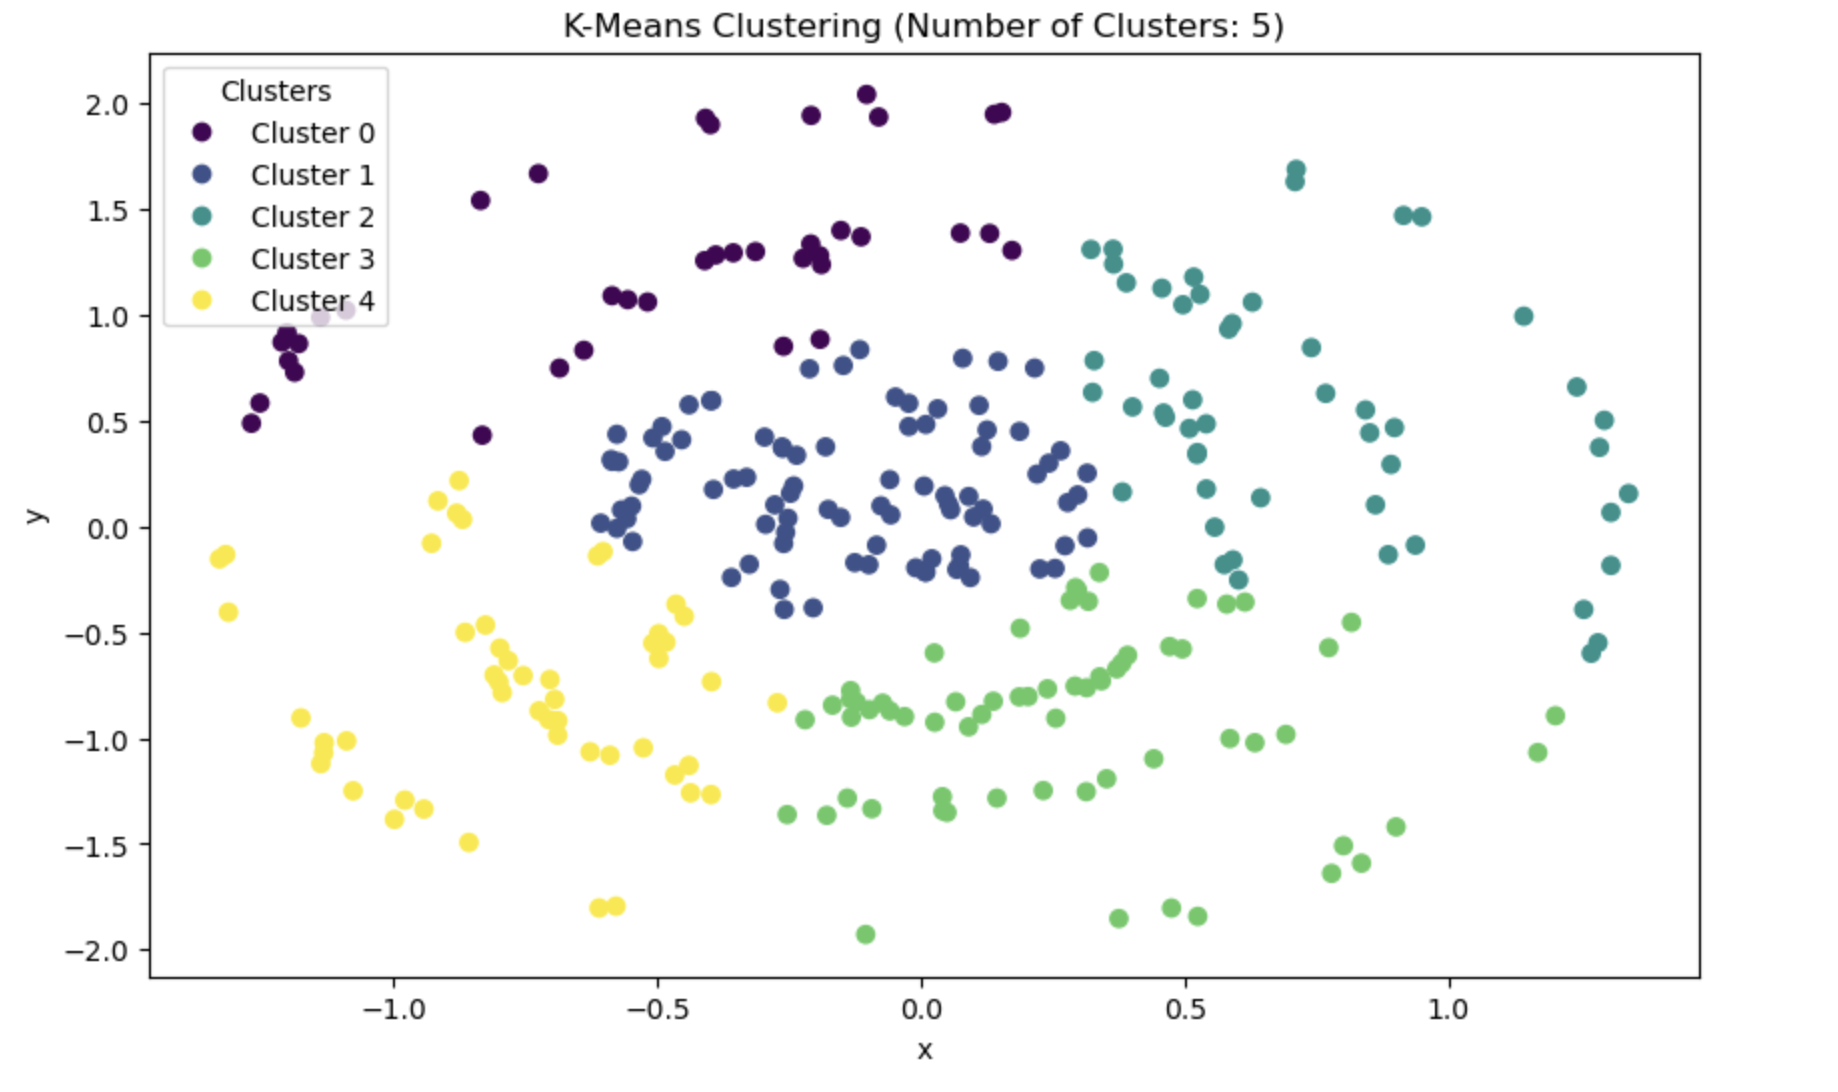 K-Means Clustering (Number of Clusters: 5)
Clusters
Cluster 0
Cluster 1
Cluster 2
Cluster 3
Cluster 4
2.0
1.5
1.0
0.5
0.0
−0.5
−1.0
−1.5
−2.0
y
−1.0
−0.5
0.0
0.5
1.0
x